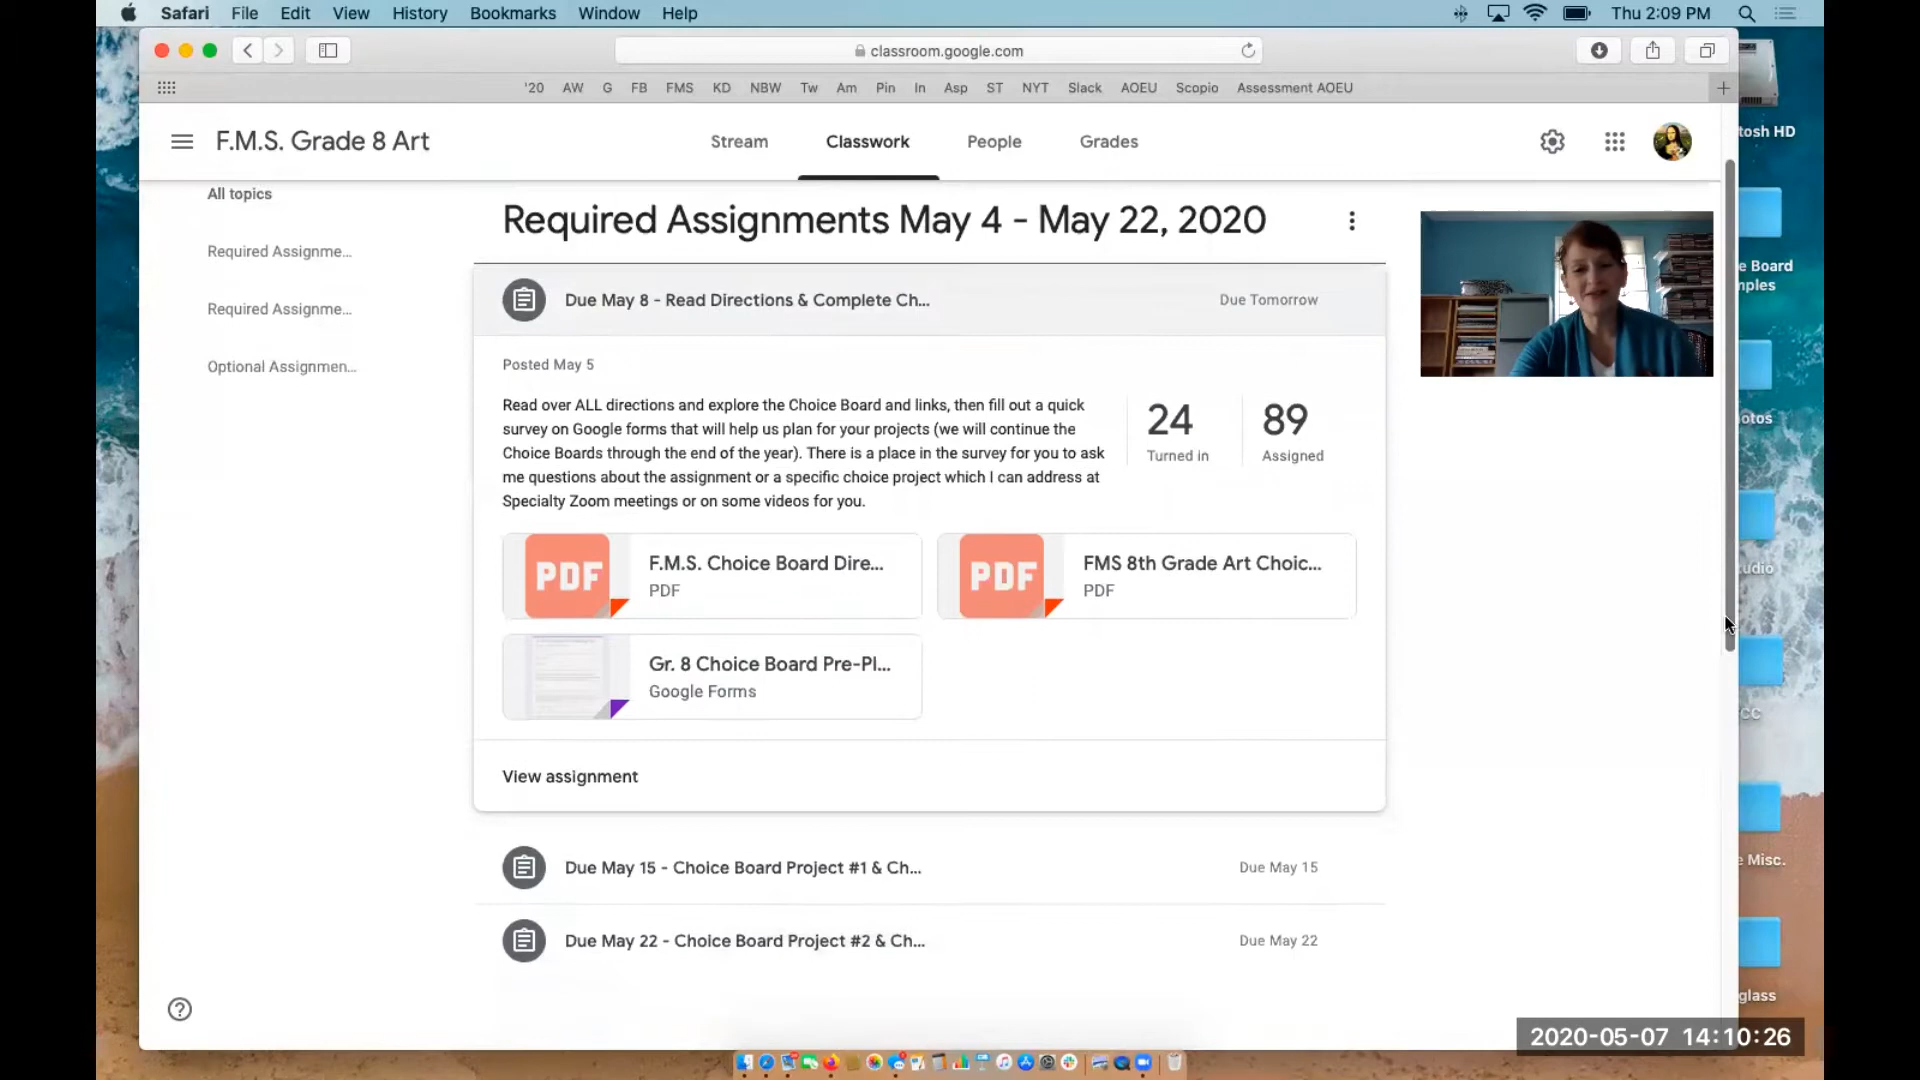 Safari File Edit View History Bookmarks Window Help
Thu 2:09 PM
classroom.google.com
'20 AW G FB FMS KD NBW Tw Am Pin In Asp ST NYT Slack AOEU Scopio Assessment AOEU
F.M.S. Grade 8 Art
Stream Classwork People Grades
tosh HD
All topics
Required Assignme...
Required Assignme...
Optional Assignmen...
Required Assignments May 4 - May 22, 2020
Due May 8 - Read Directions & Complete Ch...
Due Tomorrow
Posted May 5
Read over ALL directions and explore the Choice Board and links, then fill out a quick
survey on Google forms that will help us plan for your projects (we will continue the
Choice Boards through the end of the year). There is a place in the survey for you to ask
me questions about the assignment or a specific choice project which I can address at
Specialty Zoom meetings or on some videos for you.
24
Turned in
89
Assigned
PDF
F.M.S. Choice Board Dire...
PDF
PDF
FMS 8th Grade Art Choic...
PDF
Gr. 8 Choice Board Pre-Pl...
Google Forms
View assignment
Due May 15 - Choice Board Project #1 & Ch...
Due May 15
Due May 22 - Choice Board Project #2 & Ch...
Due May 22
e Board
nples
otos
udio
CC
e Misc.
glass
2020-05-07 14:10:26